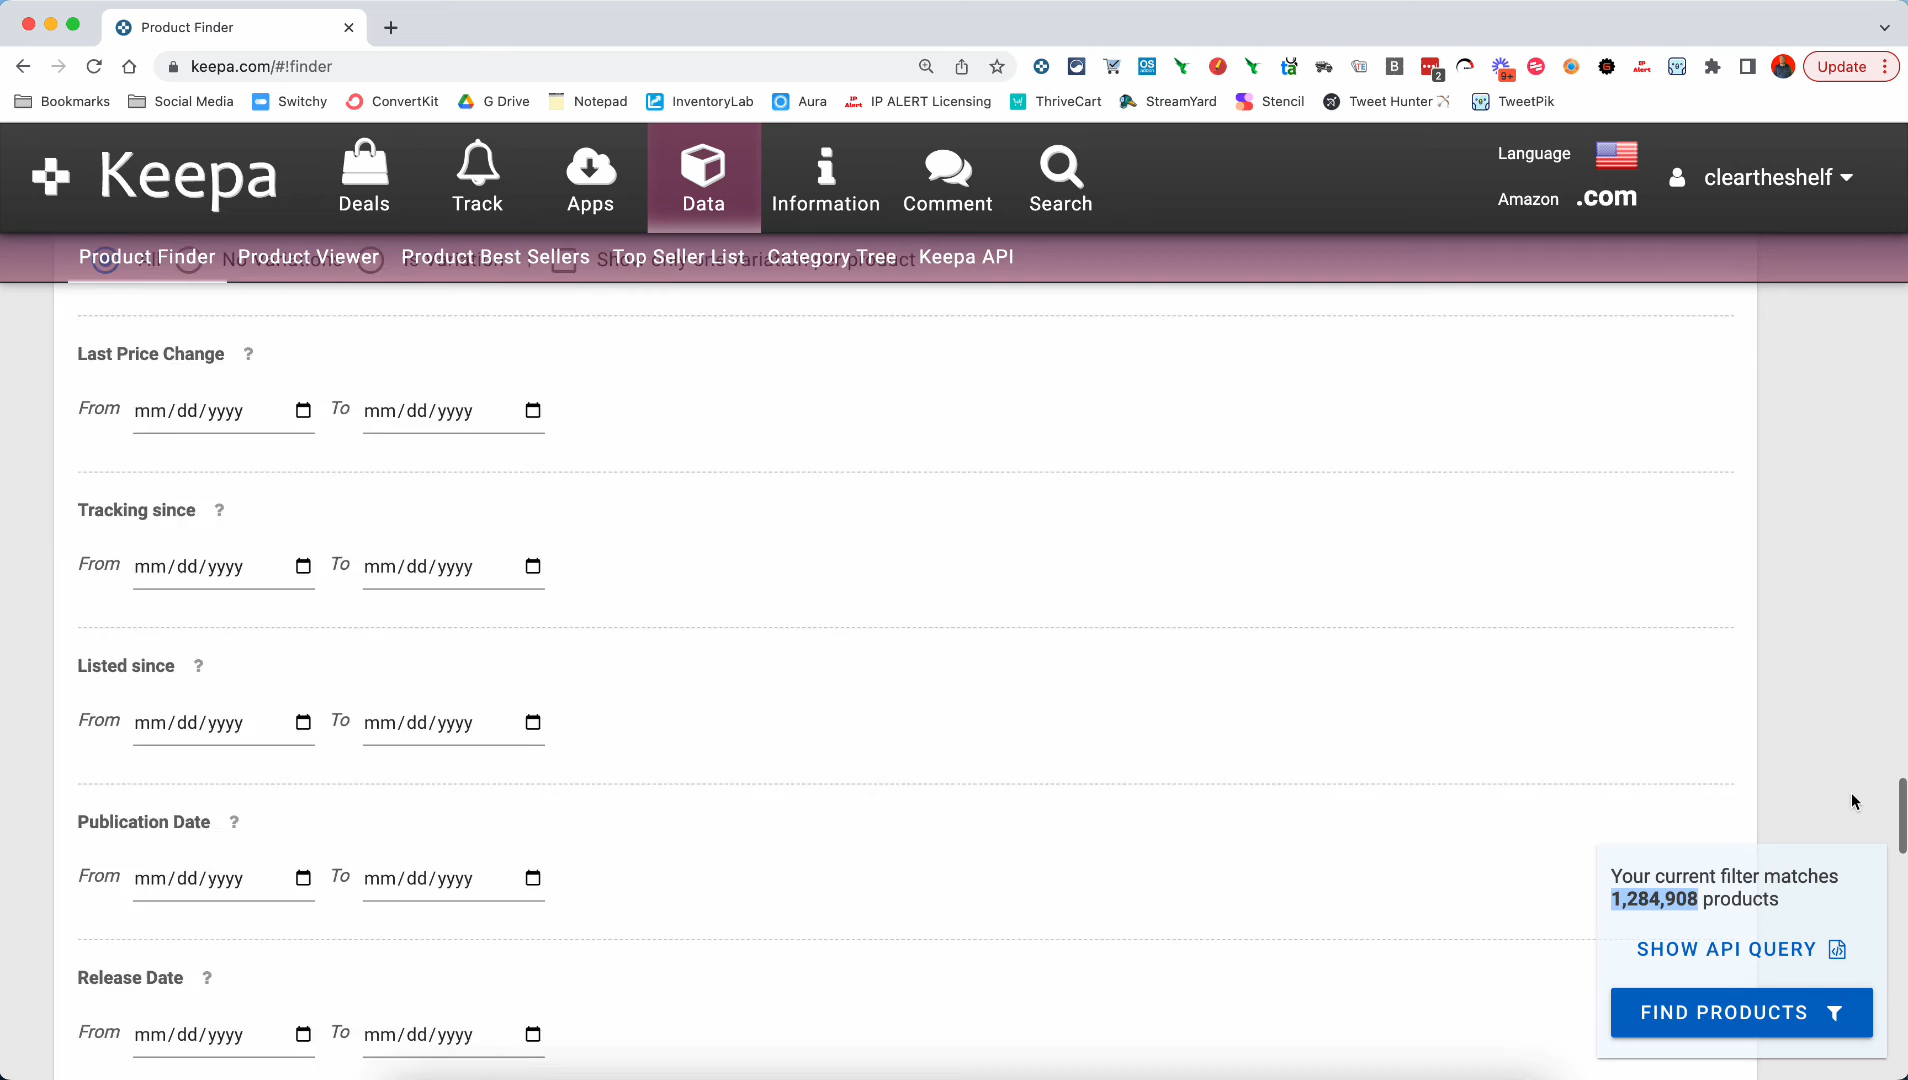 Product Finder
keepa.com/#!finder
OS
B
2
9+
IP
Alert
Update
Bookmarks Social Media Switchy ConvertKit G Drive Notepad InventoryLab Aura IP ALERT Licensing ThriveCart StreamYard Stencil Tweet Hunter TweetPik
Keepa
Deals
Track
Apps
Data
Information
Comment
Search
Language
Amazon .com
cleartheshelf
Product Finder Product Viewer Product Best Sellers Top Seller List Category Tree Keepa API
Last Price Change ?
From mm/dd/yyyy To mm/dd/yyyy
Tracking since ?
From mm/dd/yyyy To mm/dd/yyyy
Listed since ?
From mm/dd/yyyy To mm/dd/yyyy
Publication Date ?
From mm/dd/yyyy To mm/dd/yyyy
Release Date ?
From mm/dd/yyyy To mm/dd/yyyy
Your current filter matches
1,284,908 products
SHOW API QUERY
FIND PRODUCTS